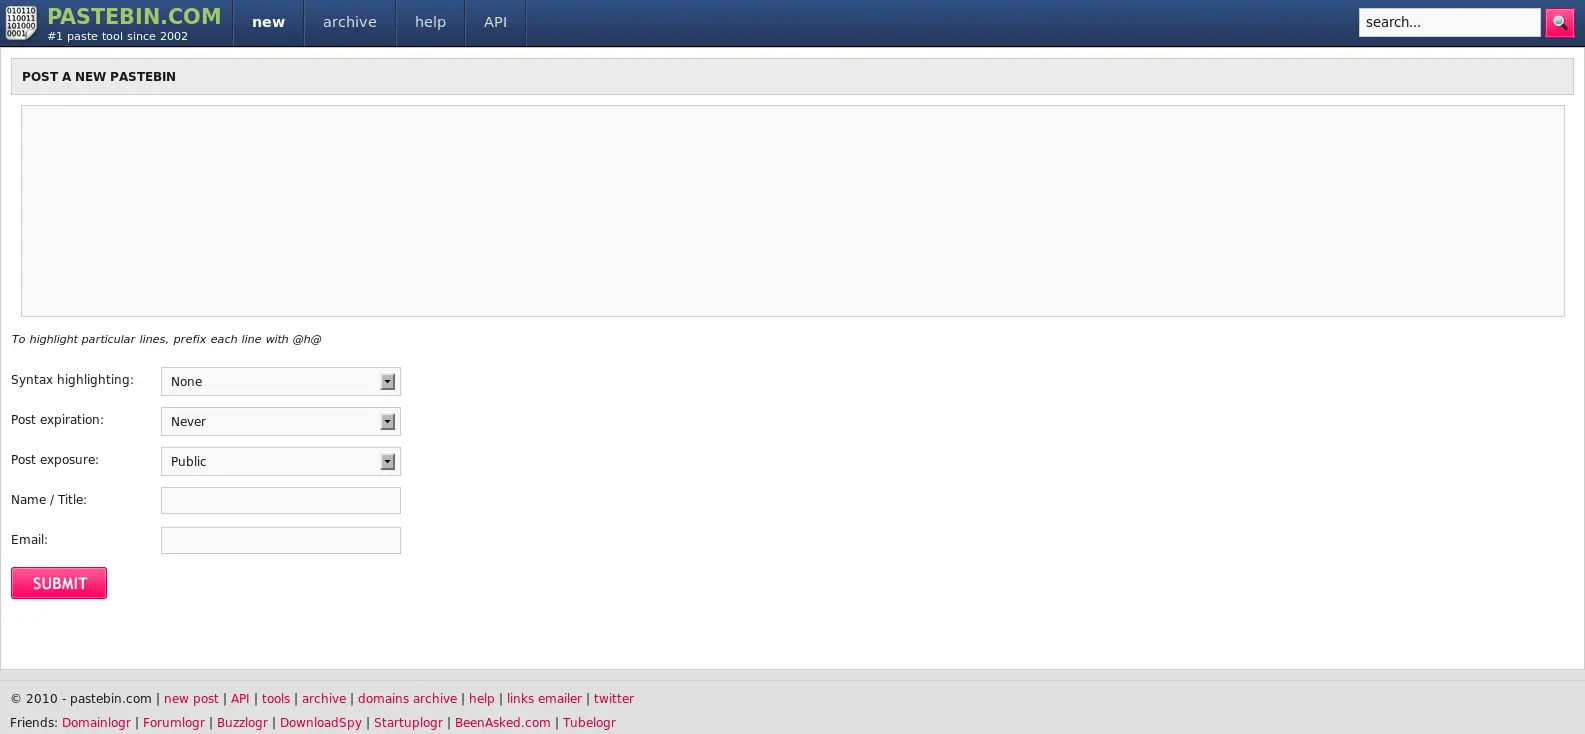 010110
110011
101000
0001
PASTEBIN.COM
#1 paste tool since 2002
new archive help API
search...
POST A NEW PASTEBIN
To highlight particular lines, prefix each line with @h@
Syntax highlighting: None
Post expiration: Never
Post exposure: Public
Name / Title:
Email:
SUBMIT
© 2010 - pastebin.com | new post | API | tools | archive | domains archive | help | links emailer | twitter
Friends: Domainlogr | Forumlogr | Buzzlogr | DownloadSpy | Startuplogr | BeenAsked.com | Tubelogr